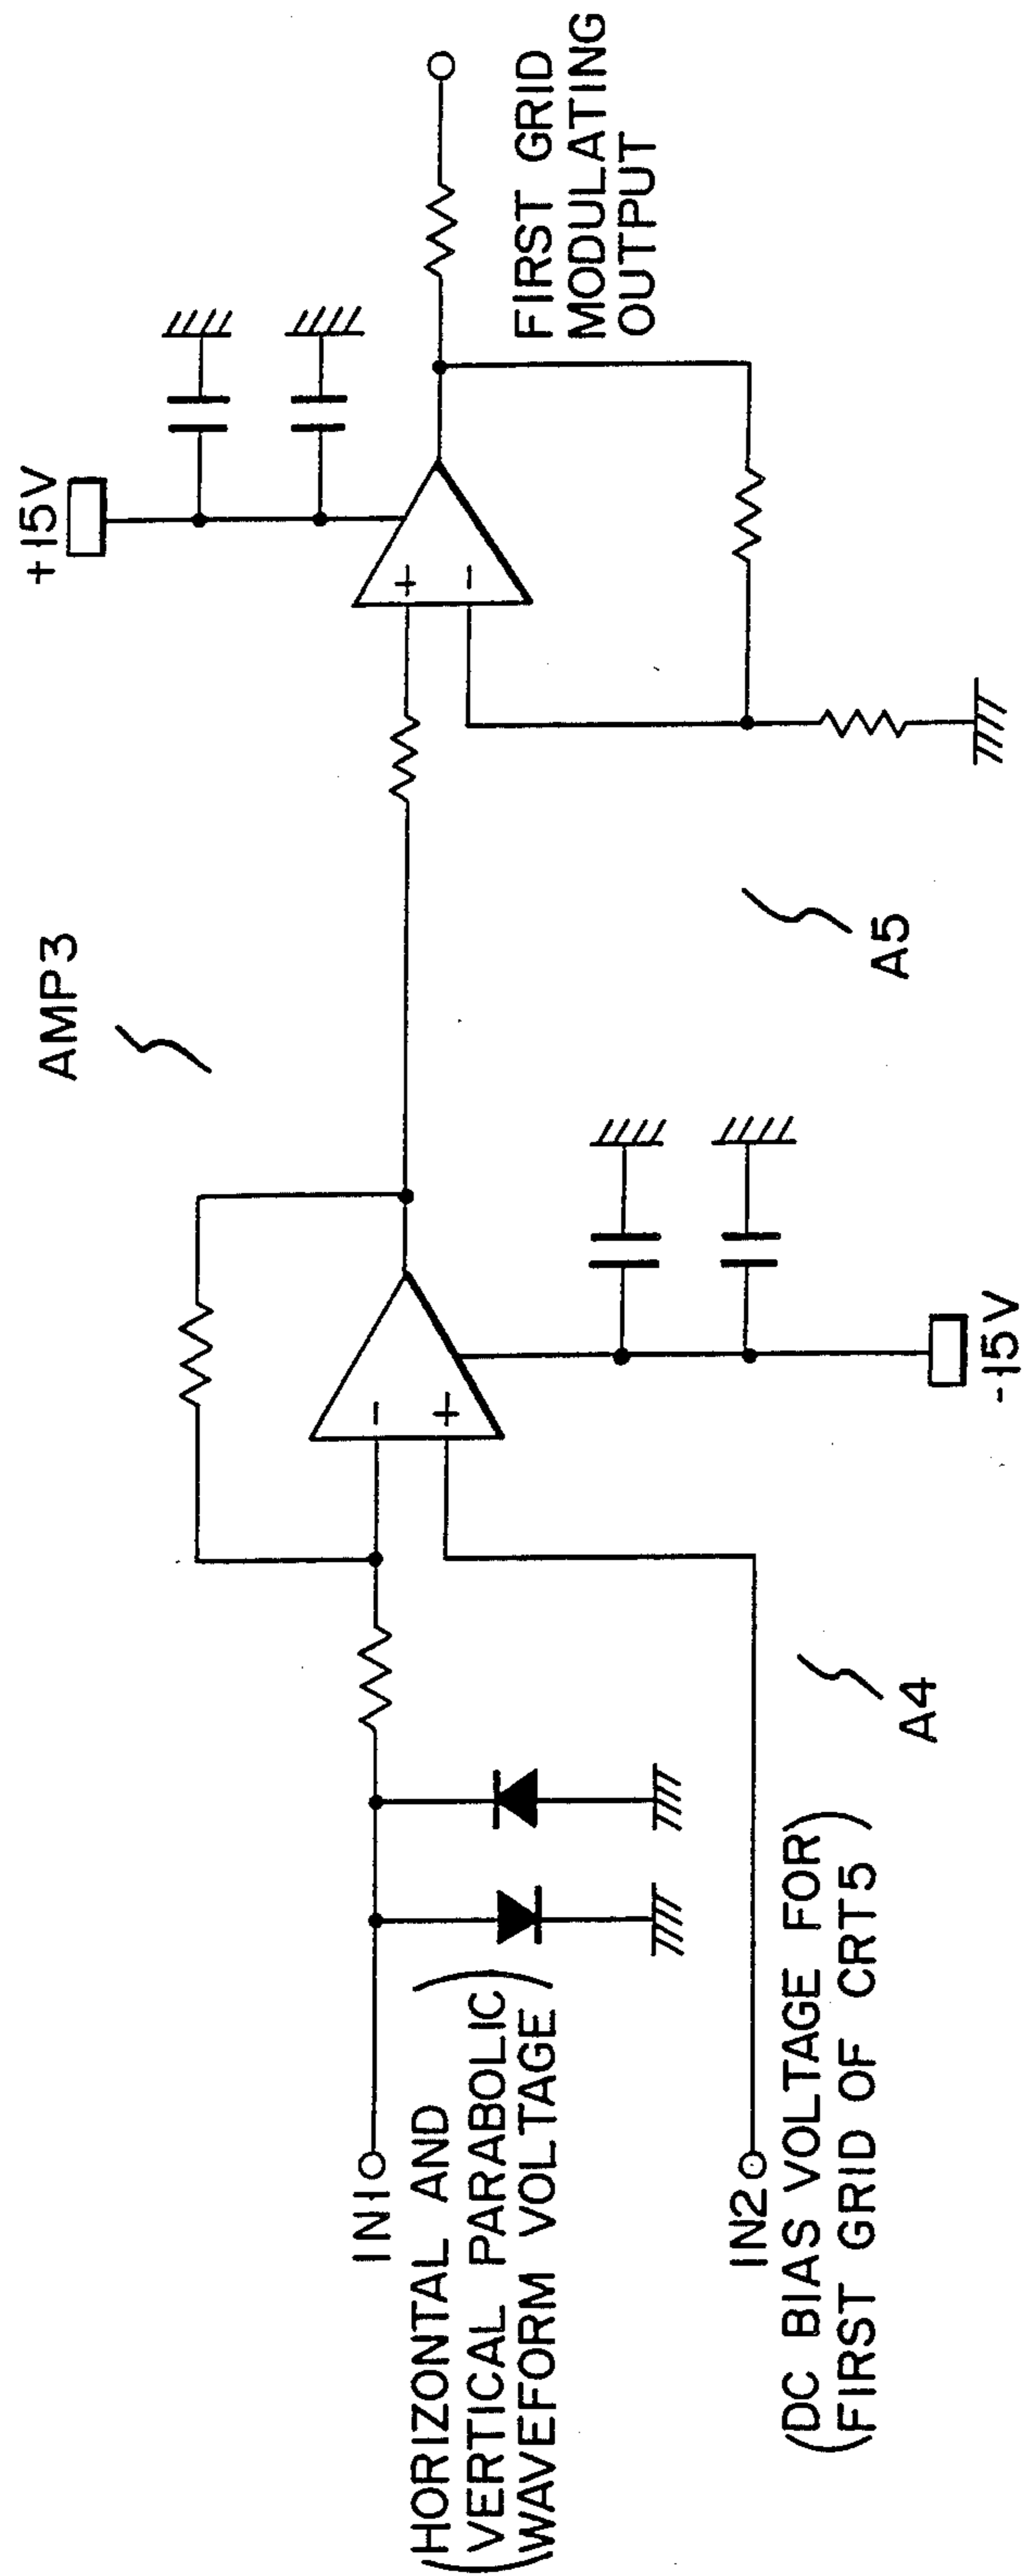 AMP3
+15V
FIRST GRID
MODULATING
OUTPUT
+
-
-
+
A5
-15V
A4
IN1
(HORIZONTAL AND
VERTICAL PARABOLIC
WAVEFORM VOLTAGE)
IN2
(DC BIAS VOLTAGE FOR
FIRST GRID OF CRT5)